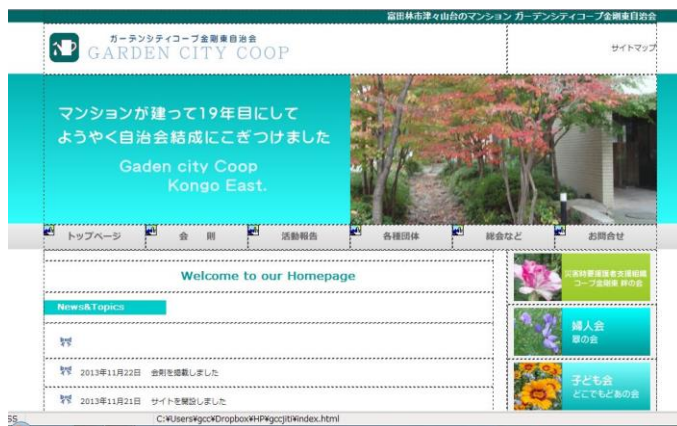 富田林市津々山台のマンション ガーデンシティコープ金剛東自治会
ガーデンシティコープ金剛東自治会
GARDEN CITY COOP
サイトマップ
マンションが建って19年目にして
ようやく自治会結成にこぎつけました
Gaden city Coop
Kongo East.
トップページ 会 則 活動報告 各種団体 総会など お問合せ
Welcome to our Homepage
News&Topics
2013年11月22日 会則を掲載しました
2013年11月21日 サイトを開設しました
災害時要援護者支援組織
コープ金剛東 絆の会
婦人会
翠の会
子ども会
どこでもどあの会
SS
C:¥Users¥gcc¥Dropbox¥HP¥gccjiti¥index.html